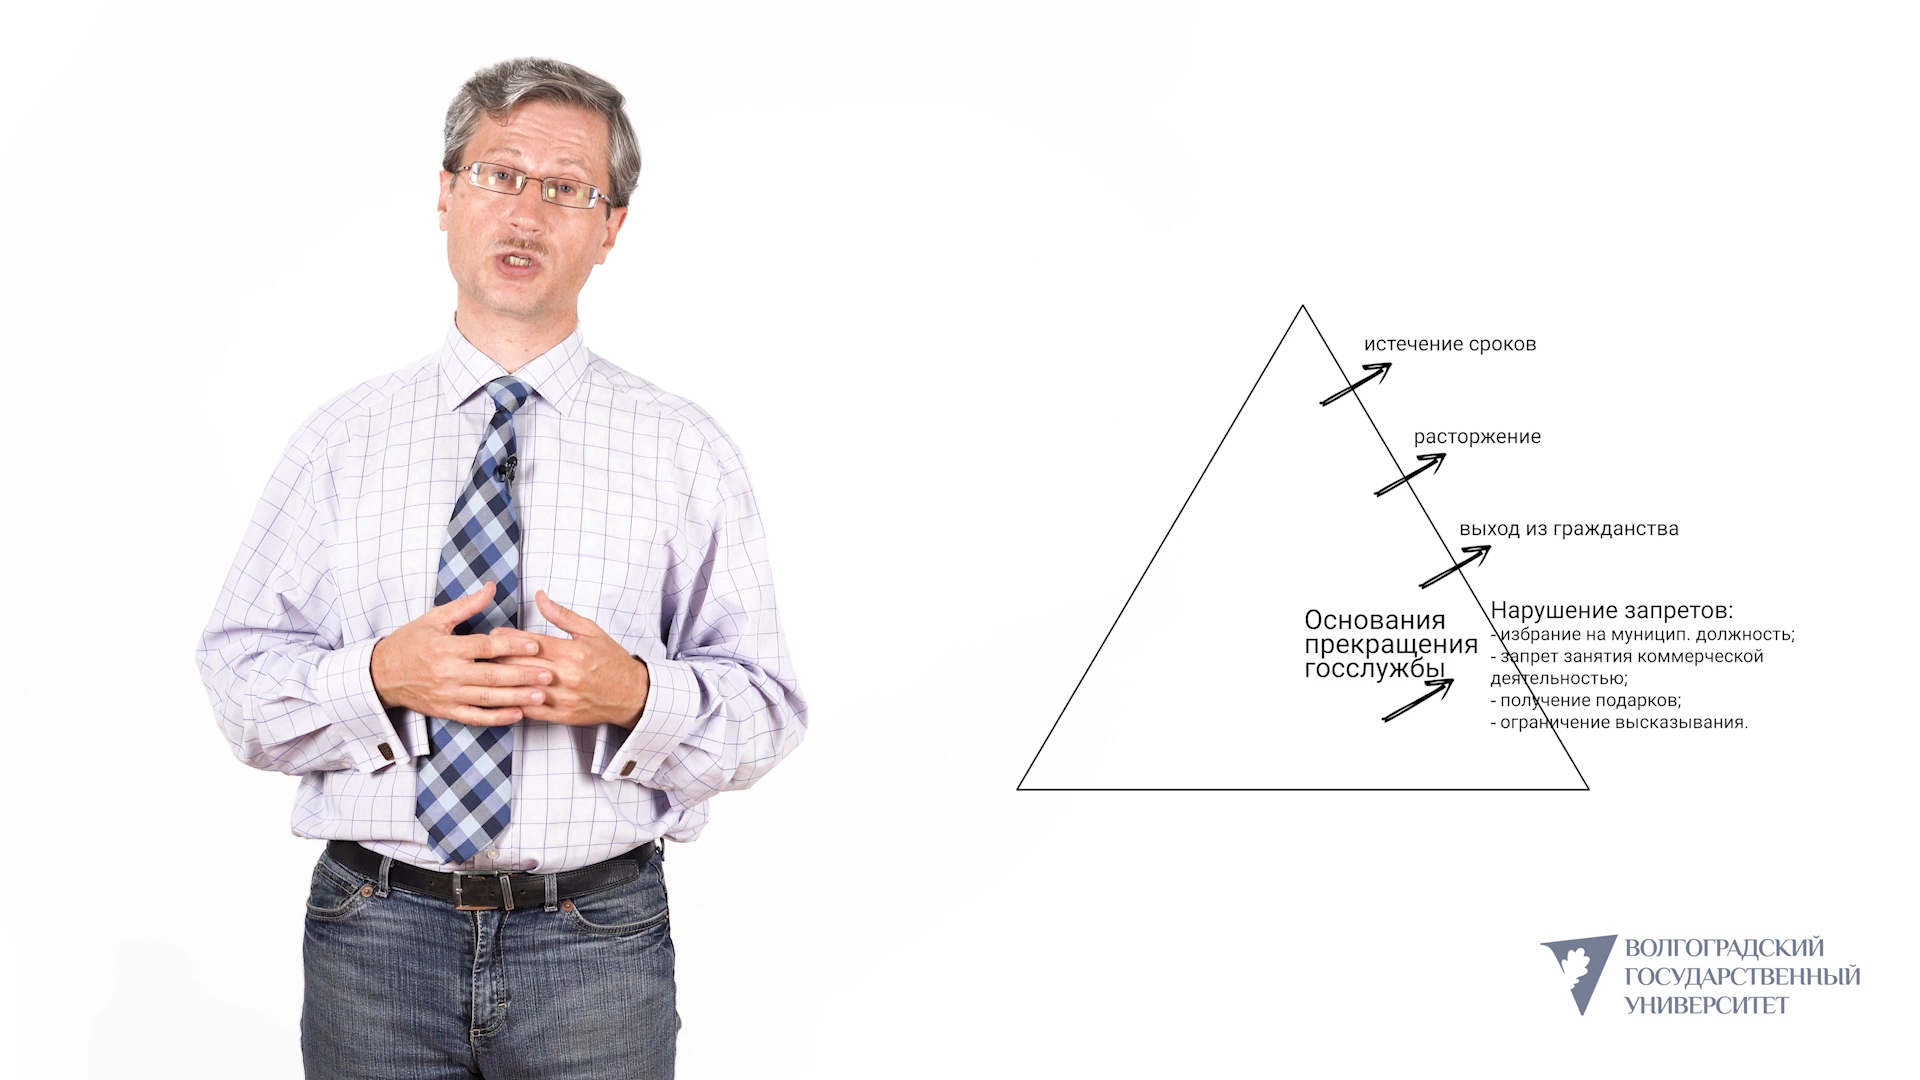 истечение сроков
расторжение
выход из гражданства
Основания
прекращения
госслужбы
Нарушение запретов:
- избрание на муницип. должность;
- запрет занятия коммерческой
деятельностью;
- получение подарков;
- ограничение высказывания.
ВОЛГОГРАДСКИЙ
ГОСУДАРСТВЕННЫЙ
УНИВЕРСИТЕТ